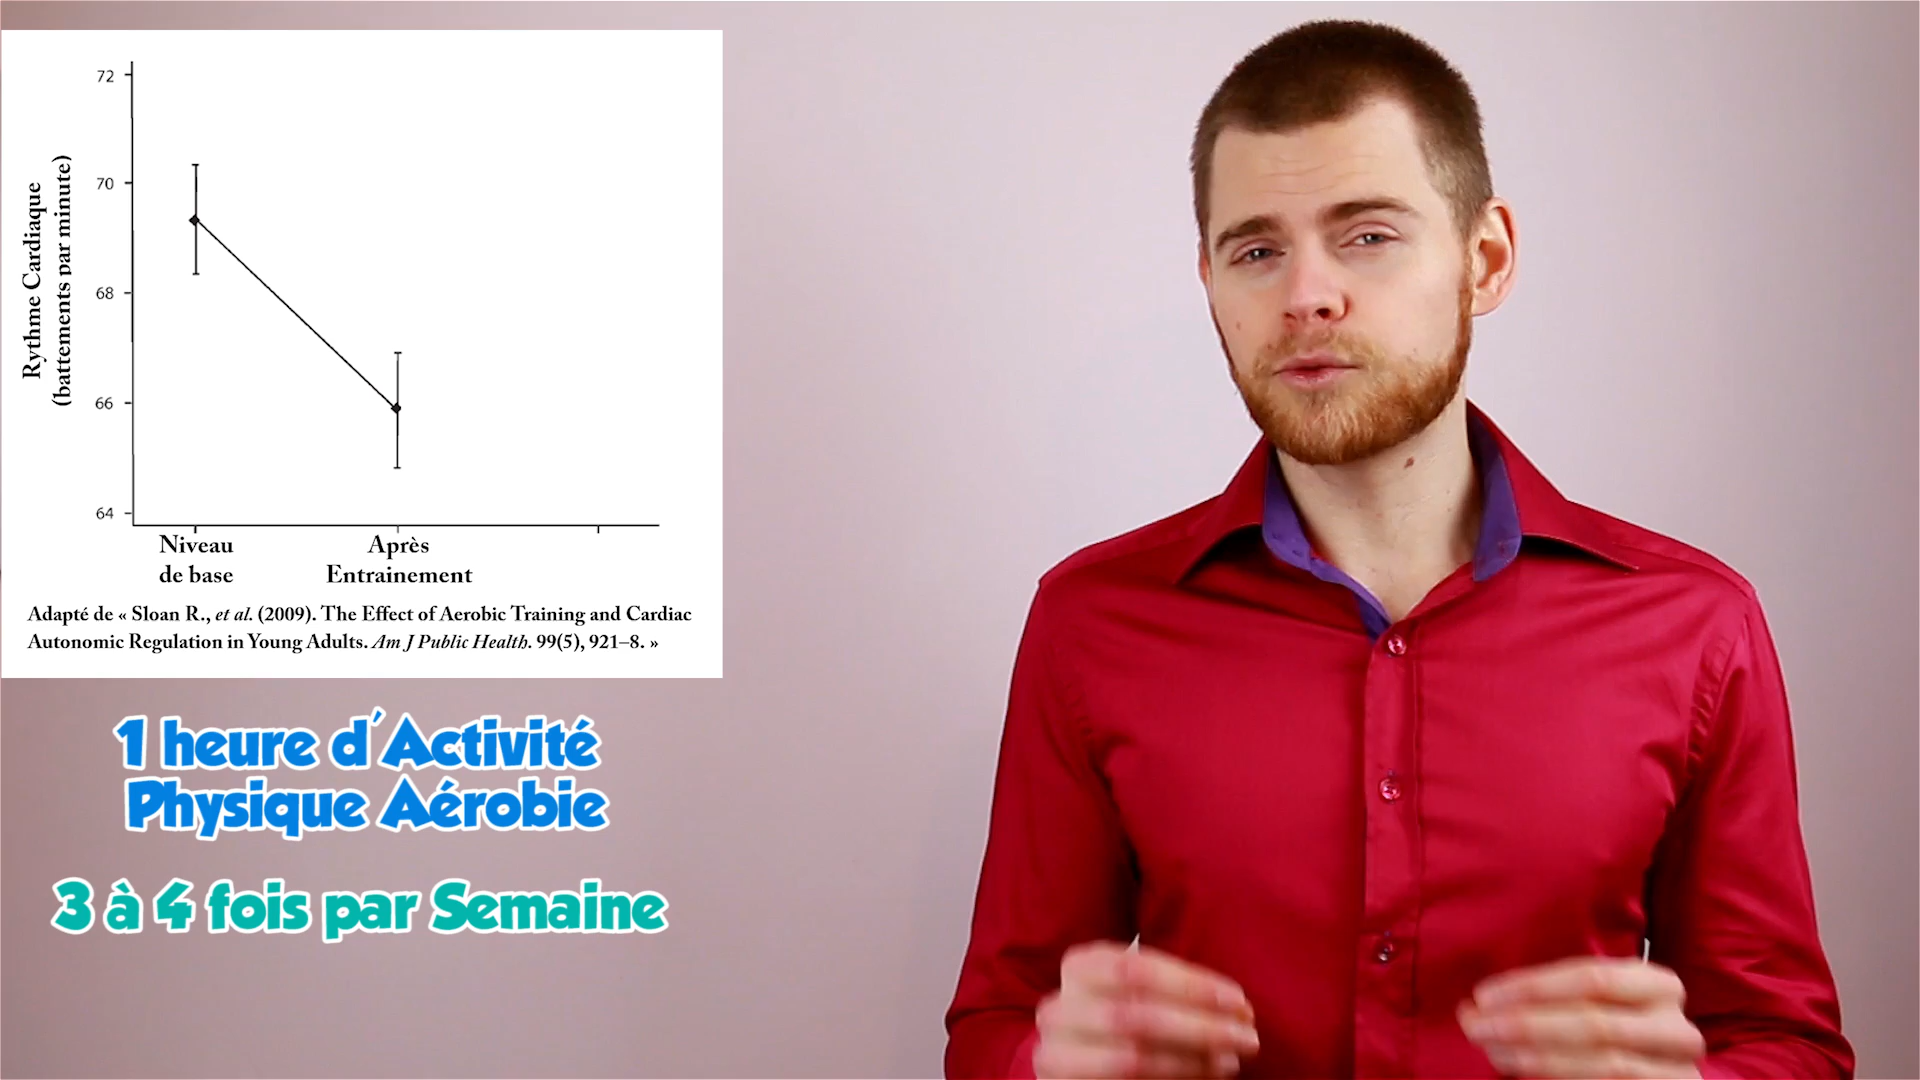 72
70
68
66
64
Rythme Cardiaque
(battements par minute)
Niveau
de base
Après
Entrainement
Adapté de « Sloan R., et al. (2009). The Effect of Aerobic Training and Cardiac
Autonomic Regulation in Young Adults. Am J Public Health. 99(5), 921–8. »
1 heure d'Activité
Physique Aérobie
3 à 4 fois par Semaine